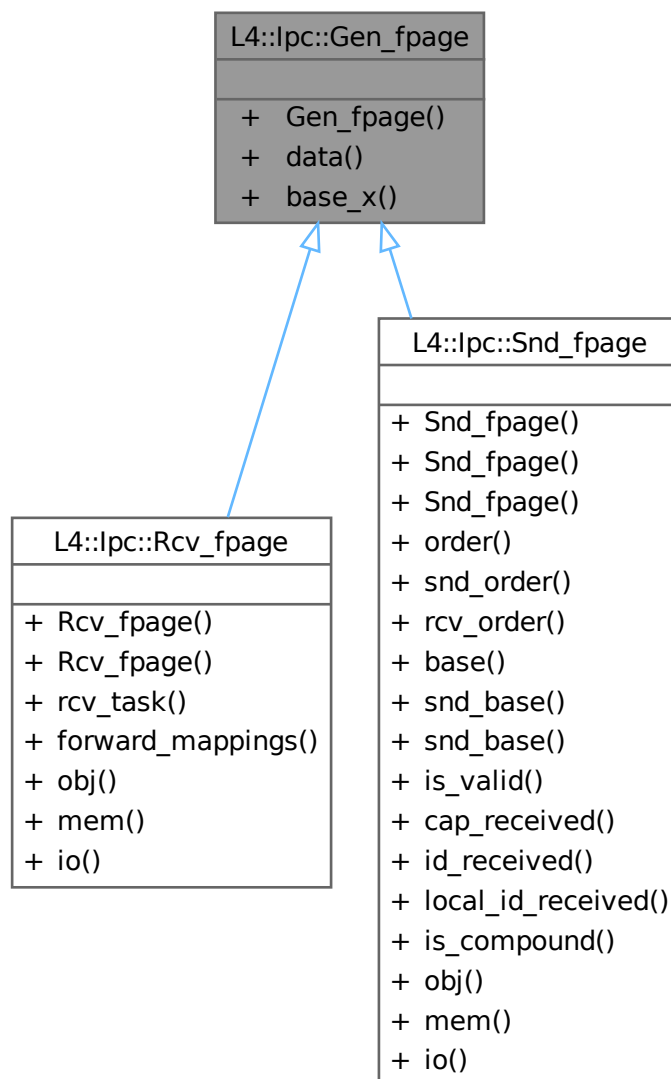 L4::Ipc::Gen_fpage
+ Gen_fpage()
+ data()
+ base_x()
L4::Ipc::Rcv_fpage
+ Rcv_fpage()
+ Rcv_fpage()
+ rcv_task()
+ forward_mappings()
+ obj()
+ mem()
+ io()
L4::Ipc::Snd_fpage
+ Snd_fpage()
+ Snd_fpage()
+ Snd_fpage()
+ order()
+ snd_order()
+ rcv_order()
+ base()
+ snd_base()
+ snd_base()
+ is_valid()
+ cap_received()
+ id_received()
+ local_id_received()
+ is_compound()
+ obj()
+ mem()
+ io()